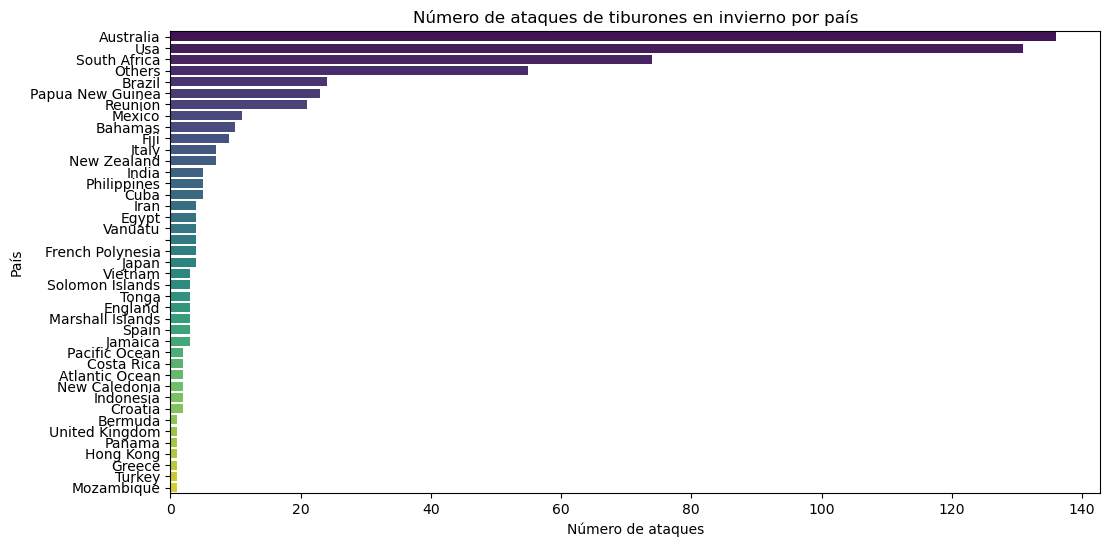 Número de ataques de tiburones en invierno por país
Australia
Usa
South Africa
Others
Brazil
Papua New Guinea
Reunion
Mexico
Bahamas
Fiji
Italy
New Zealand
India
Philippines
Cuba
Iran
Egypt
Vanuatu
French Polynesia
Japan
Vietnam
Solomon Islands
Tonga
England
Marshall Islands
Spain
Jamaica
Pacific Ocean
Costa Rica
Atlantic Ocean
New Caledonia
Indonesia
Croatia
Bermuda
United Kingdom
Panama
Hong Kong
Greece
Turkey
Mozambique
País
0 20 40 60 80 100 120 140
Número de ataques